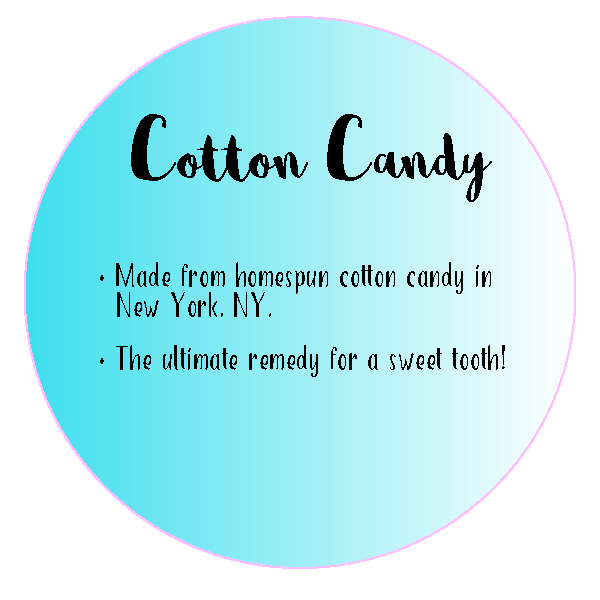 Cotton Candy
• Made from homespun cotton candy in
New York, NY.
• The ultimate remedy for a sweet tooth!